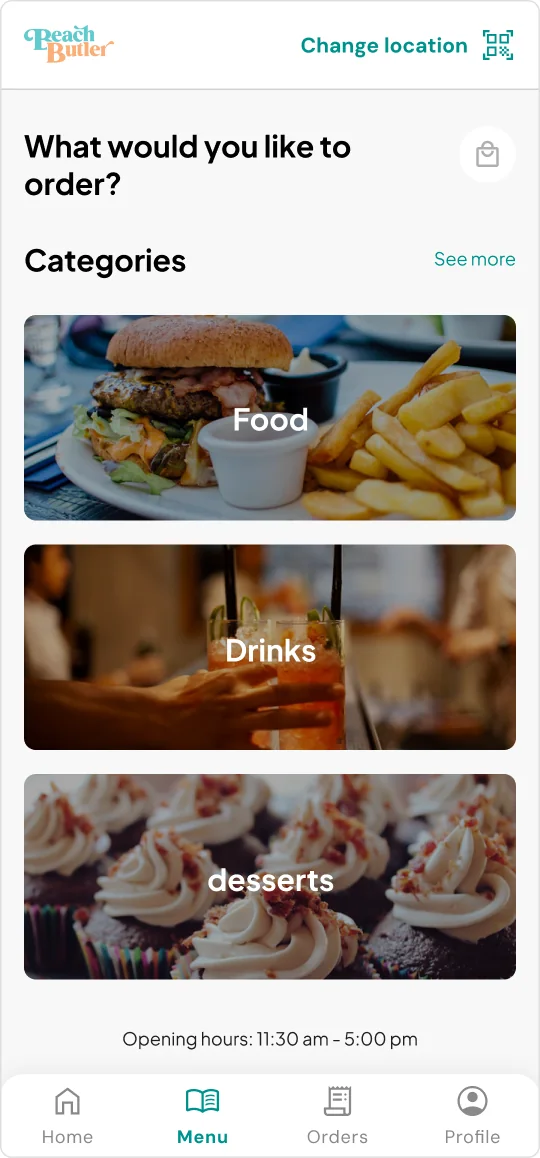 Beach
Butler
Change location
What would you like to
order?
Categories
See more
Food
Drinks
desserts
Opening hours: 11:30 am - 5:00 pm
Home
Menu
Orders
Profile